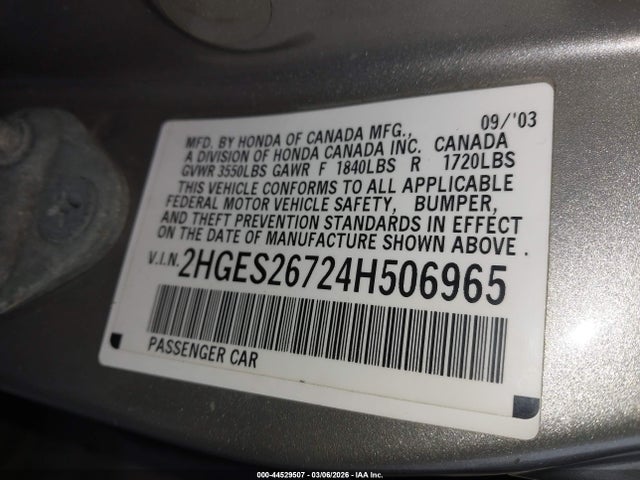 09/'03
MFD. BY HONDA OF CANADA MFG.,
A DIVISION OF HONDA CANADA INC. CANADA
GVWR 3550LBS GAWR F 1840LBS R 1720LBS
THIS VEHICLE CONFORMS TO ALL APPLICABLE
FEDERAL MOTOR VEHICLE SAFETY, BUMPER,
AND THEFT PREVENTION STANDARDS IN EFFECT
ON THE DATE OF MANUFACTURE SHOWN ABOVE.
V.I.N. 2HGES26724H506965
PASSENGER CAR
000-44529507 - 03/06/2026 - IAA Inc.